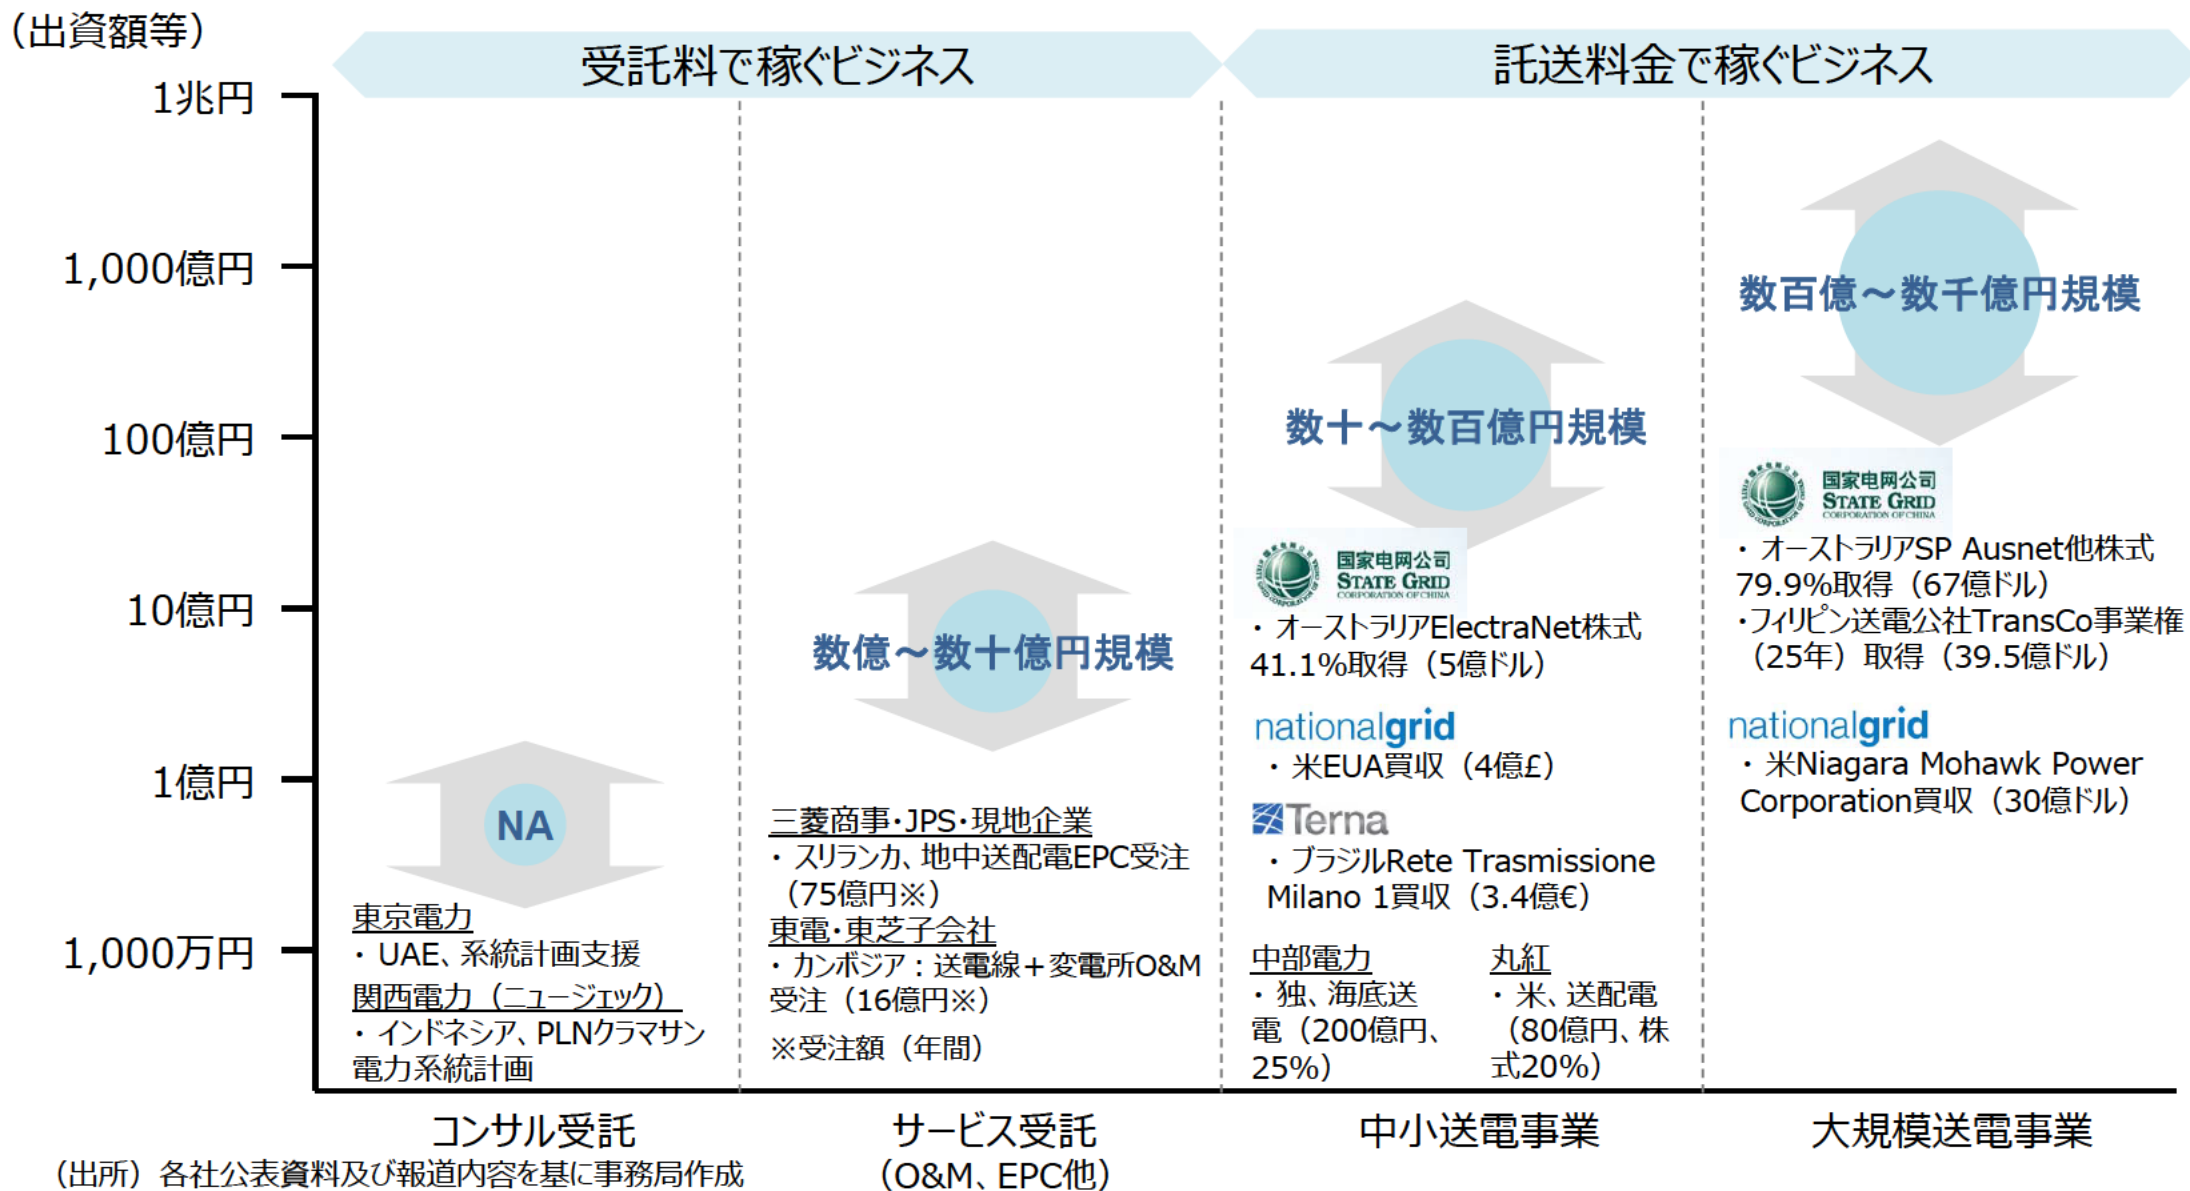 （出資額等）
受託料で稼ぐビジネス
託送料金で稼ぐビジネス
1兆円
1,000億円
100億円
10億円
1億円
1,000万円
NA
東京電力
・ UAE、系統計画支援
関西電力（ニュージェック）
・ インドネシア、PLNクラマサン
電力系統計画
数億～数十億円規模
三菱商事・JPS・現地企業
・ スリランカ、地中送配電EPC受注
（75億円※）
東電・東芝子会社
・ カンボジア：送電線＋変電所O&M
受注（16億円※）
※受注額（年間）
数十～数百億円規模
国家电网公司
STATE GRID
CORPORATION OF CHINA
・ オーストラリアElectraNet株式
41.1%取得（5億ドル）
nationalgrid
・ 米EUA買収（4億£）
Terna
・ ブラジルRete Trasmissione
Milano 1買収（3.4億€）
中部電力
・ 独、海底送
電（200億円、
25%）
丸紅
・ 米、送配電
（80億円、株
式20%）
数百億～数千億円規模
国家电网公司
STATE GRID
CORPORATION OF CHINA
・ オーストラリアSP Ausnet他株式
79.9%取得（67億ドル）
・フィリピン送電公社TransCo事業権
（25年）取得（39.5億ドル）
nationalgrid
・ 米Niagara Mohawk Power
Corporation買収（30億ドル）
コンサル受託
サービス受託
（O&M、EPC他）
中小送電事業
大規模送電事業
（出所）各社公表資料及び報道内容を基に事務局作成